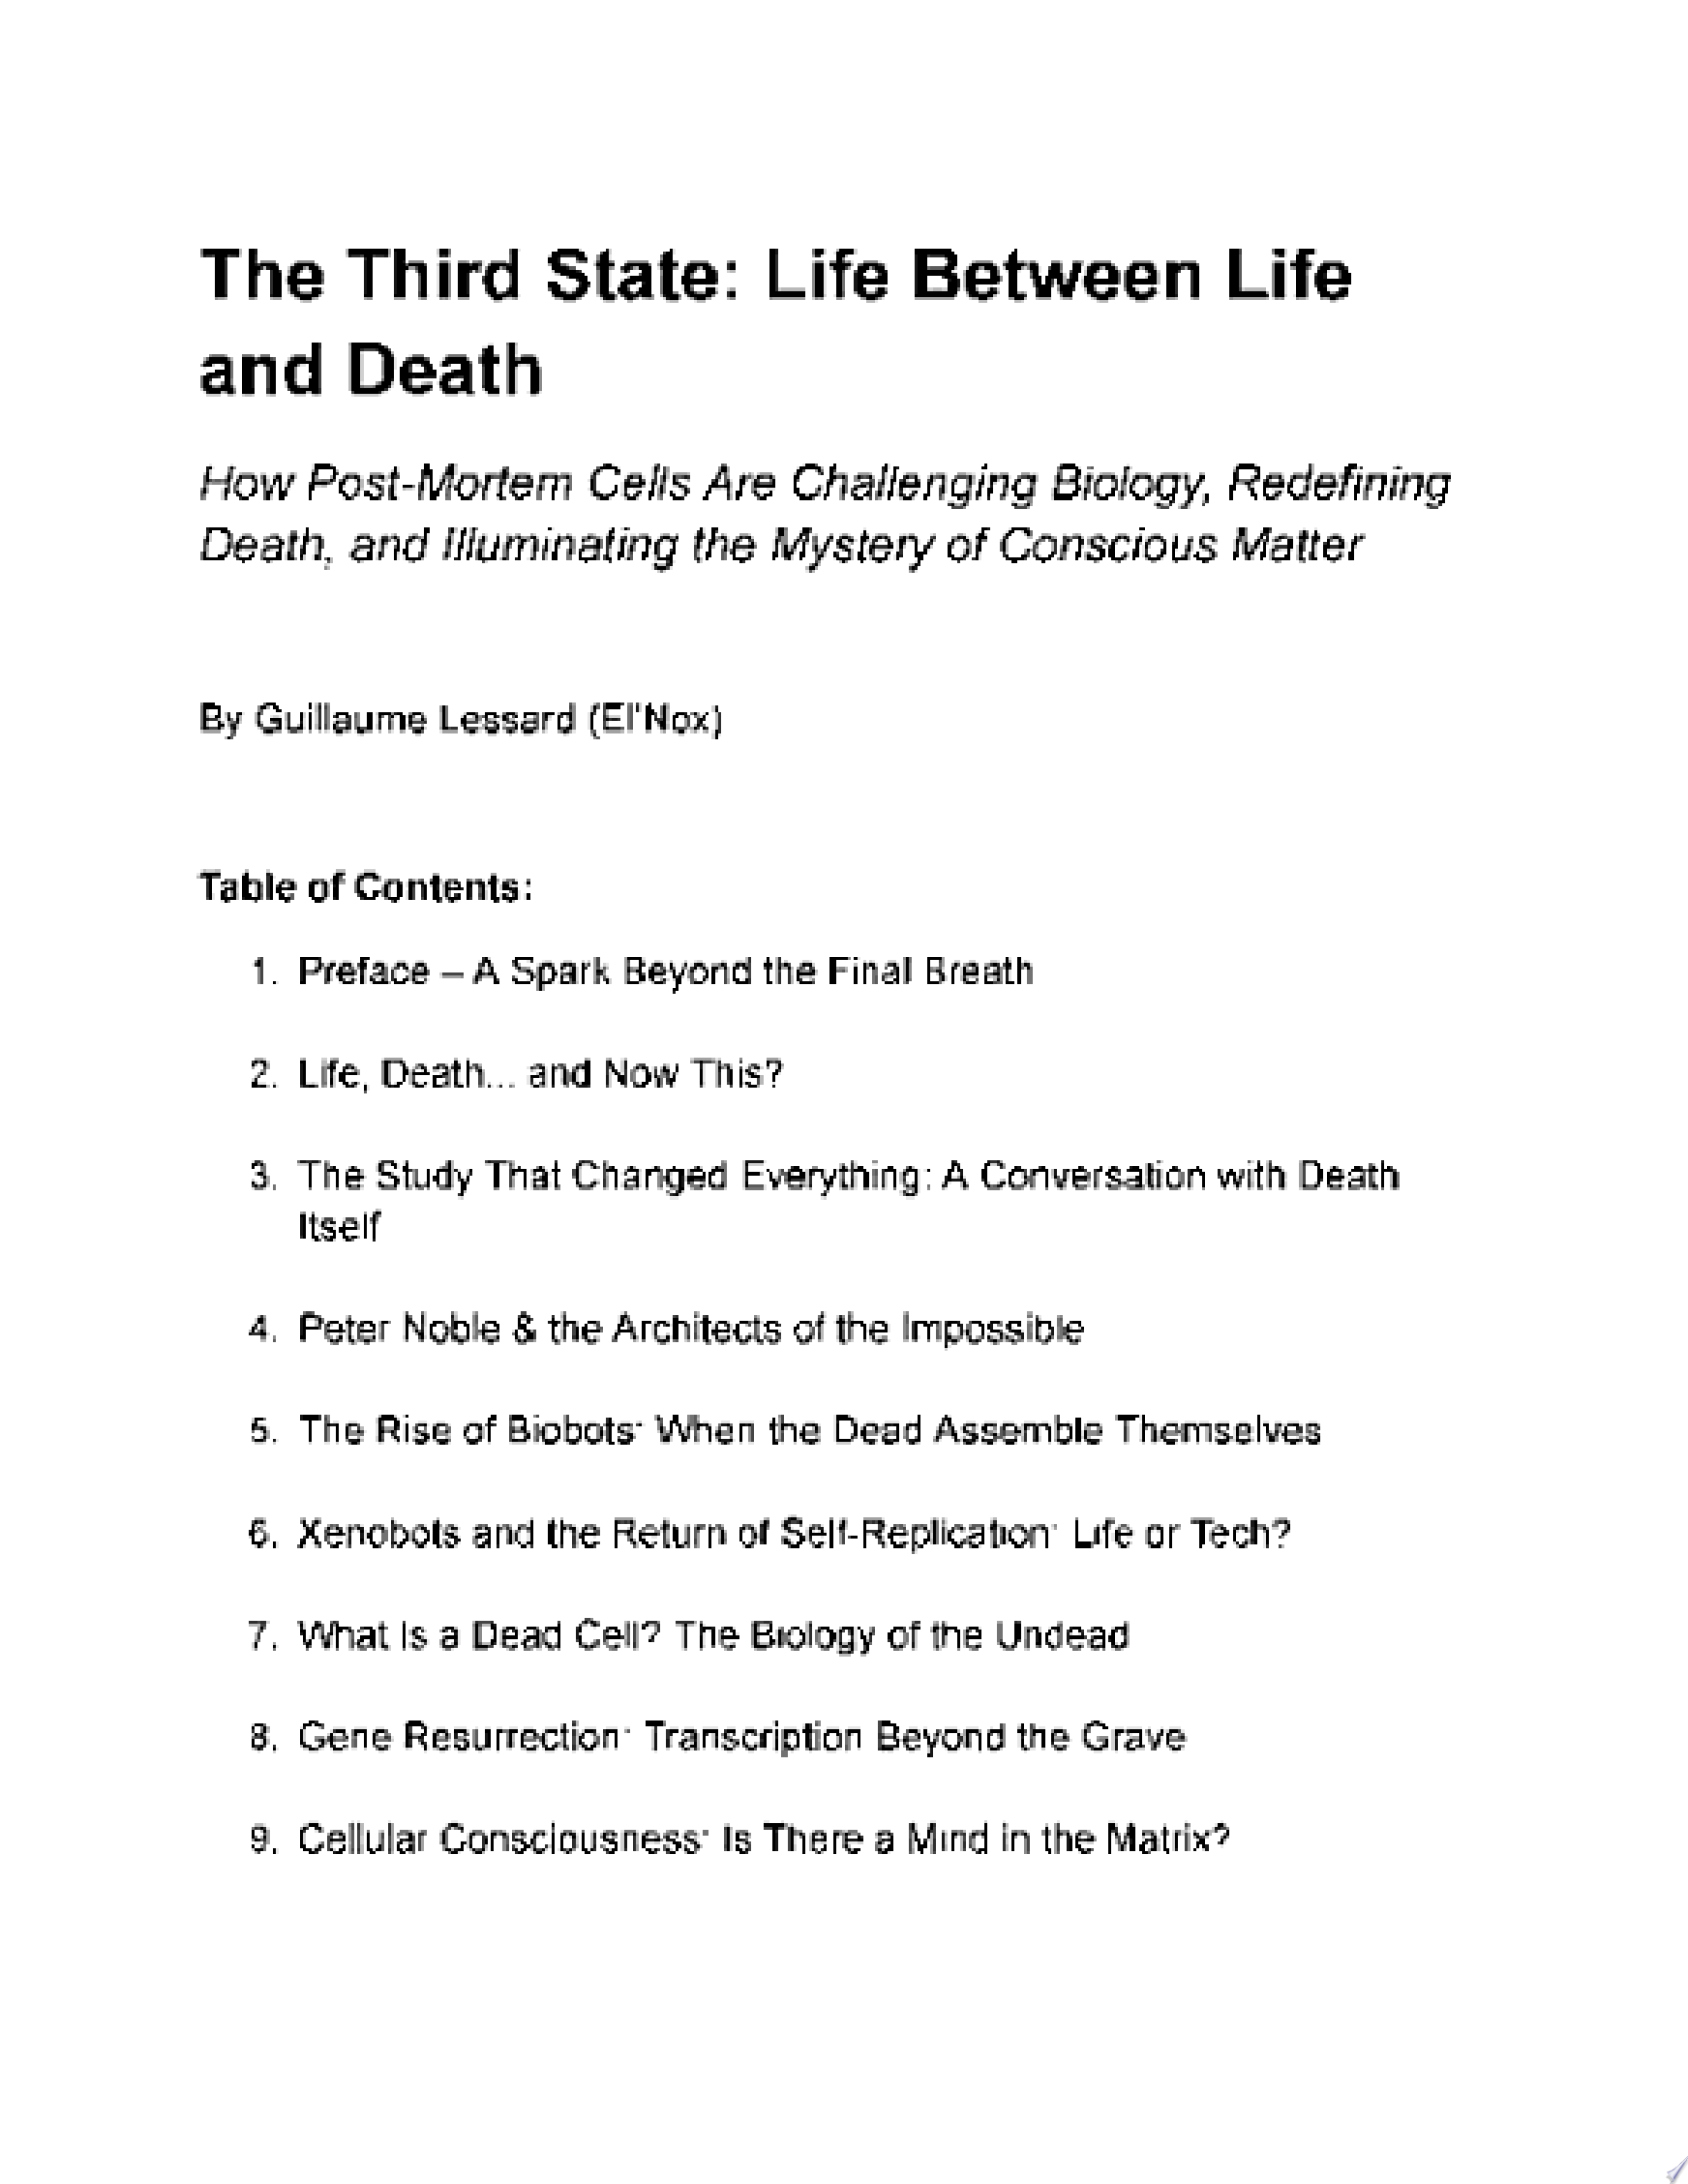 The Third State: Life Between Life
and Death
How Post-Mortem Cells Are Challenging Biology, Redefining
Death, and Illuminating the Mystery of Conscious Matter
By Guillaume Lessard (El'Nox)
Table of Contents:
1. Preface – A Spark Beyond the Final Breath
2. Life, Death... and Now This?
3. The Study That Changed Everything: A Conversation with Death
Itself
4. Peter Noble & the Architects of the Impossible
5. The Rise of Biobots: When the Dead Assemble Themselves
6. Xenobots and the Return of Self-Replication: Life or Tech?
7. What Is a Dead Cell? The Biology of the Undead
8. Gene Resurrection: Transcription Beyond the Grave
9. Cellular Consciousness: Is There a Mind in the Matrix?